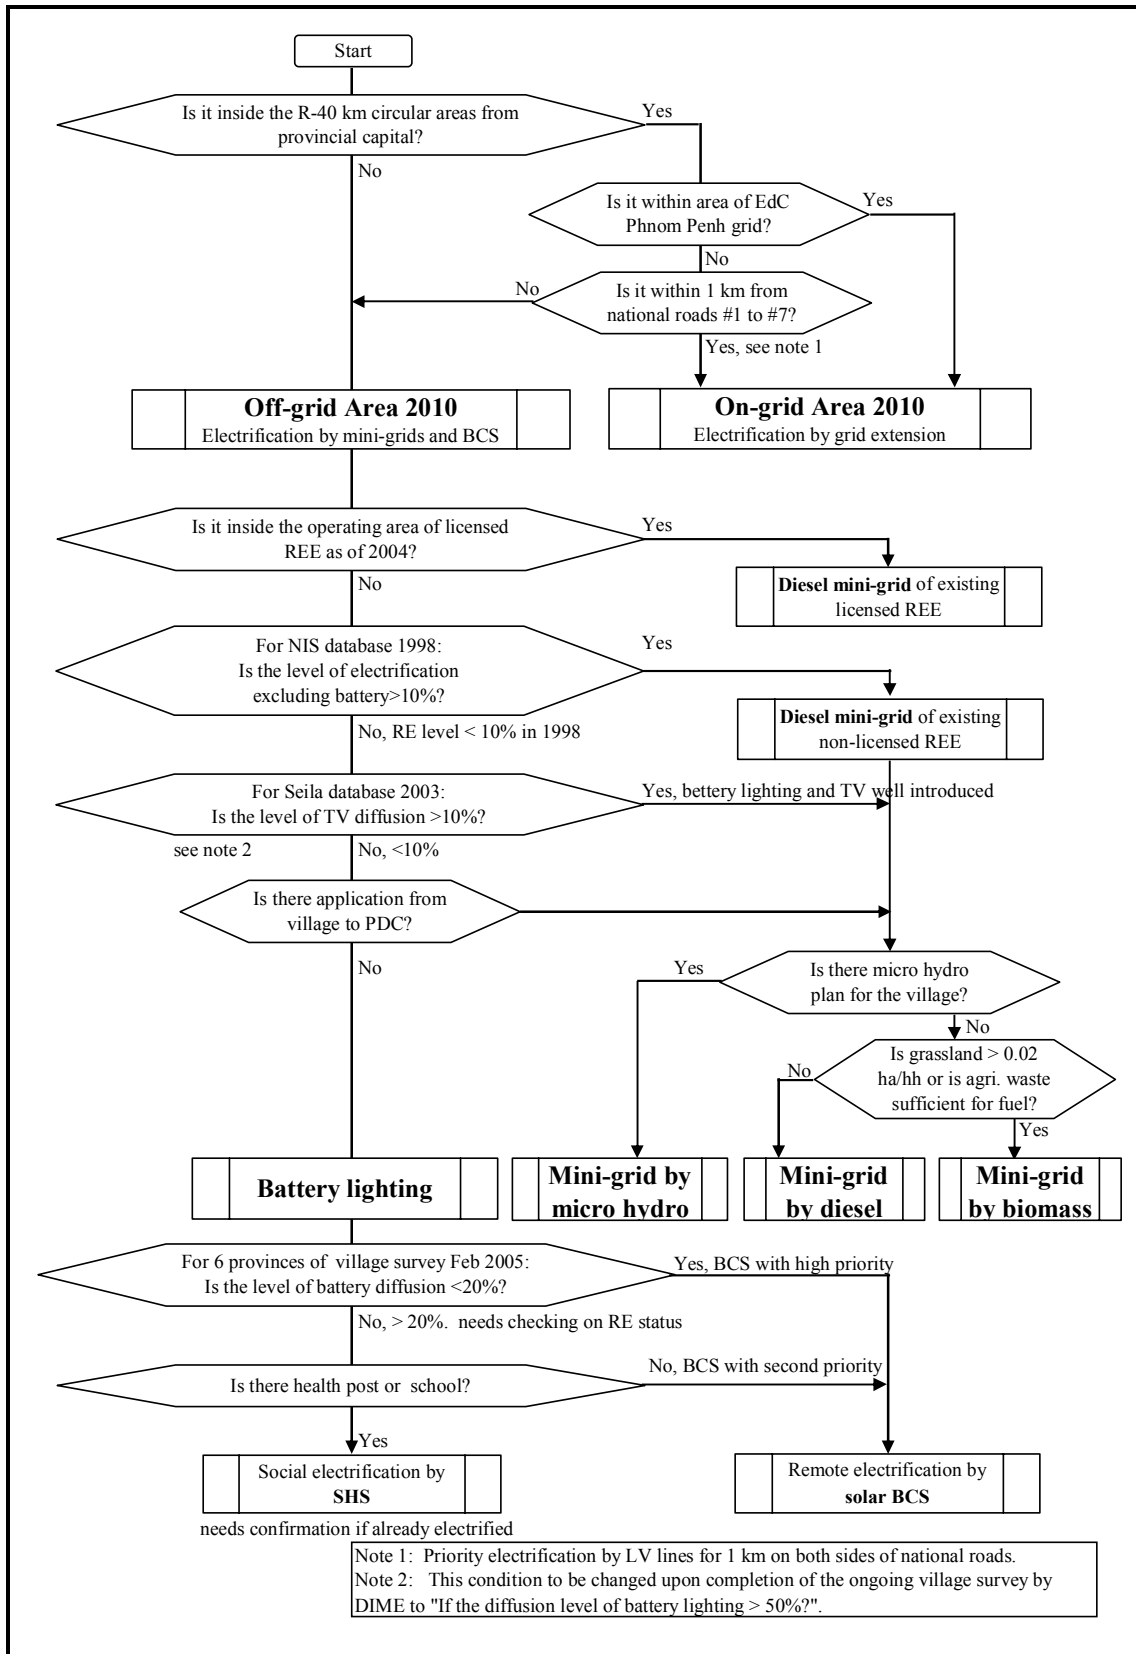 Start
Is it inside the R-40 km circular areas from
provincial capital?
Yes
No
Is it within area of EdC
Phnom Penh grid?
Yes
No
Is it within 1 km from
national roads #1 to #7?
No
Yes, see note 1
Off-grid Area 2010
Electrification by mini-grids and BCS
On-grid Area 2010
Electrification by grid extension
Is it inside the operating area of licensed
REE as of 2004?
Yes
No
Diesel mini-grid of existing
licensed REE
For NIS database 1998:
Is the level of electrification
excluding battery>10%?
Yes
No, RE level < 10% in 1998
Diesel mini-grid of existing
non-licensed REE
For Seila database 2003:
Is the level of TV diffusion >10%?
Yes, bettery lighting and TV well introduced
see note 2
No, <10%
Is there application from
village to PDC?
No
Is there micro hydro
plan for the village?
Yes
No
Is grassland > 0.02
ha/hh or is agri. waste
sufficient for fuel?
No
Yes
Battery lighting
Mini-grid by
micro hydro
Mini-grid
by diesel
Mini-grid
by biomass
For 6 provinces of village survey Feb 2005:
Is the level of battery diffusion <20%?
Yes, BCS with high priority
No, > 20%. needs checking on RE status
Is there health post or school?
No, BCS with second priority
Yes
Social electrification by
SHS
needs confirmation if already electrified
Remote electrification by
solar BCS
Note 1: Priority electrification by LV lines for 1 km on both sides of national roads.
Note 2: This condition to be changed upon completion of the ongoing village survey by
DIME to "If the diffusion level of battery lighting > 50%?".